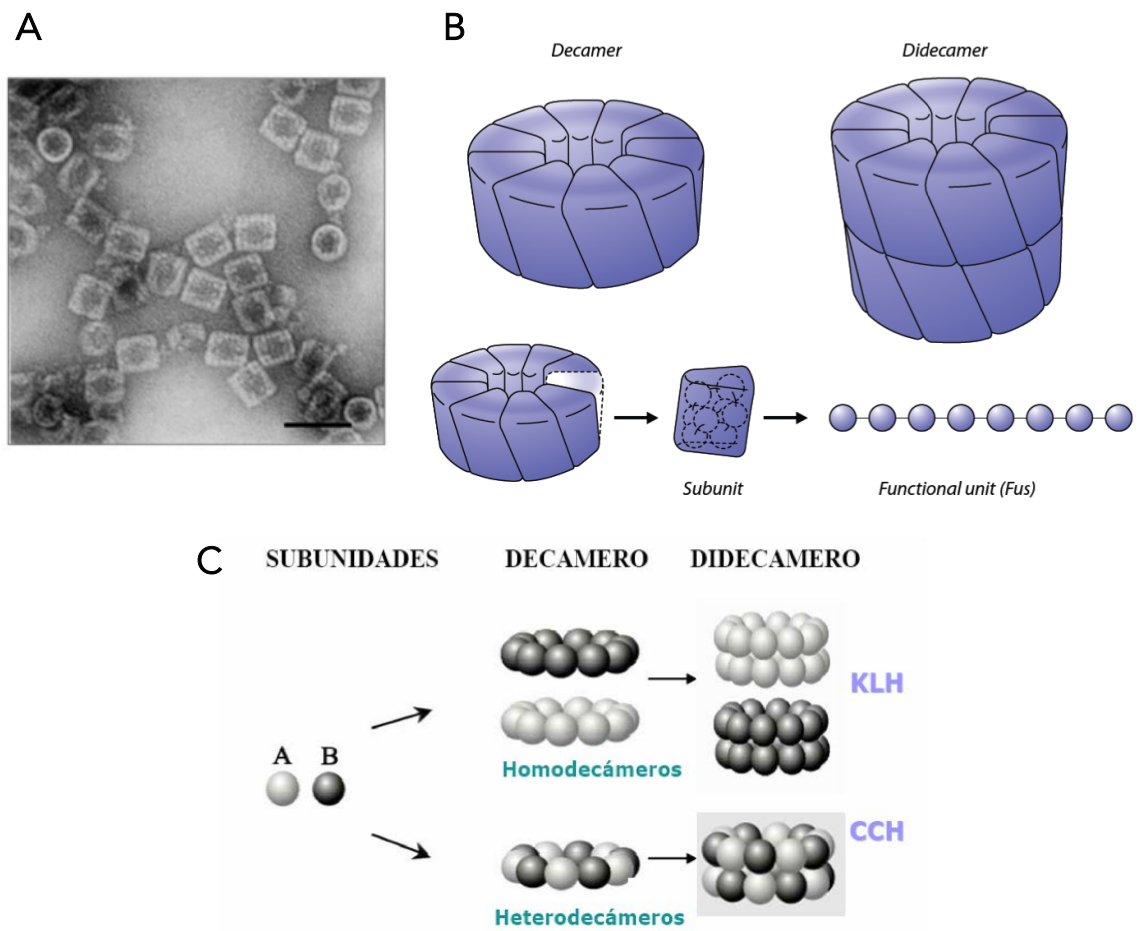 A
B
Decamer
Didecamer
Subunit
Functional unit (Fus)
C
SUBUNIDADES
DECAMERO
DIDECAMERO
KLH
A B
Homodecámeros
CCH
Heterodecámeros